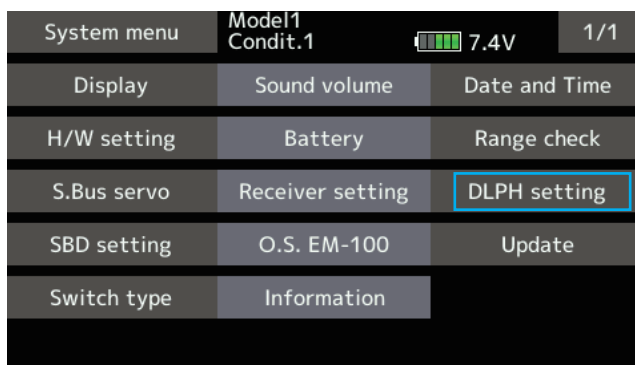 System menu
Model1
Condit.1
7.4V
1/1
Display
Sound volume
Date and Time
H/W setting
Battery
Range check
S.Bus servo
Receiver setting
DLPH setting
SBD setting
O.S. EM-100
Update
Switch type
Information